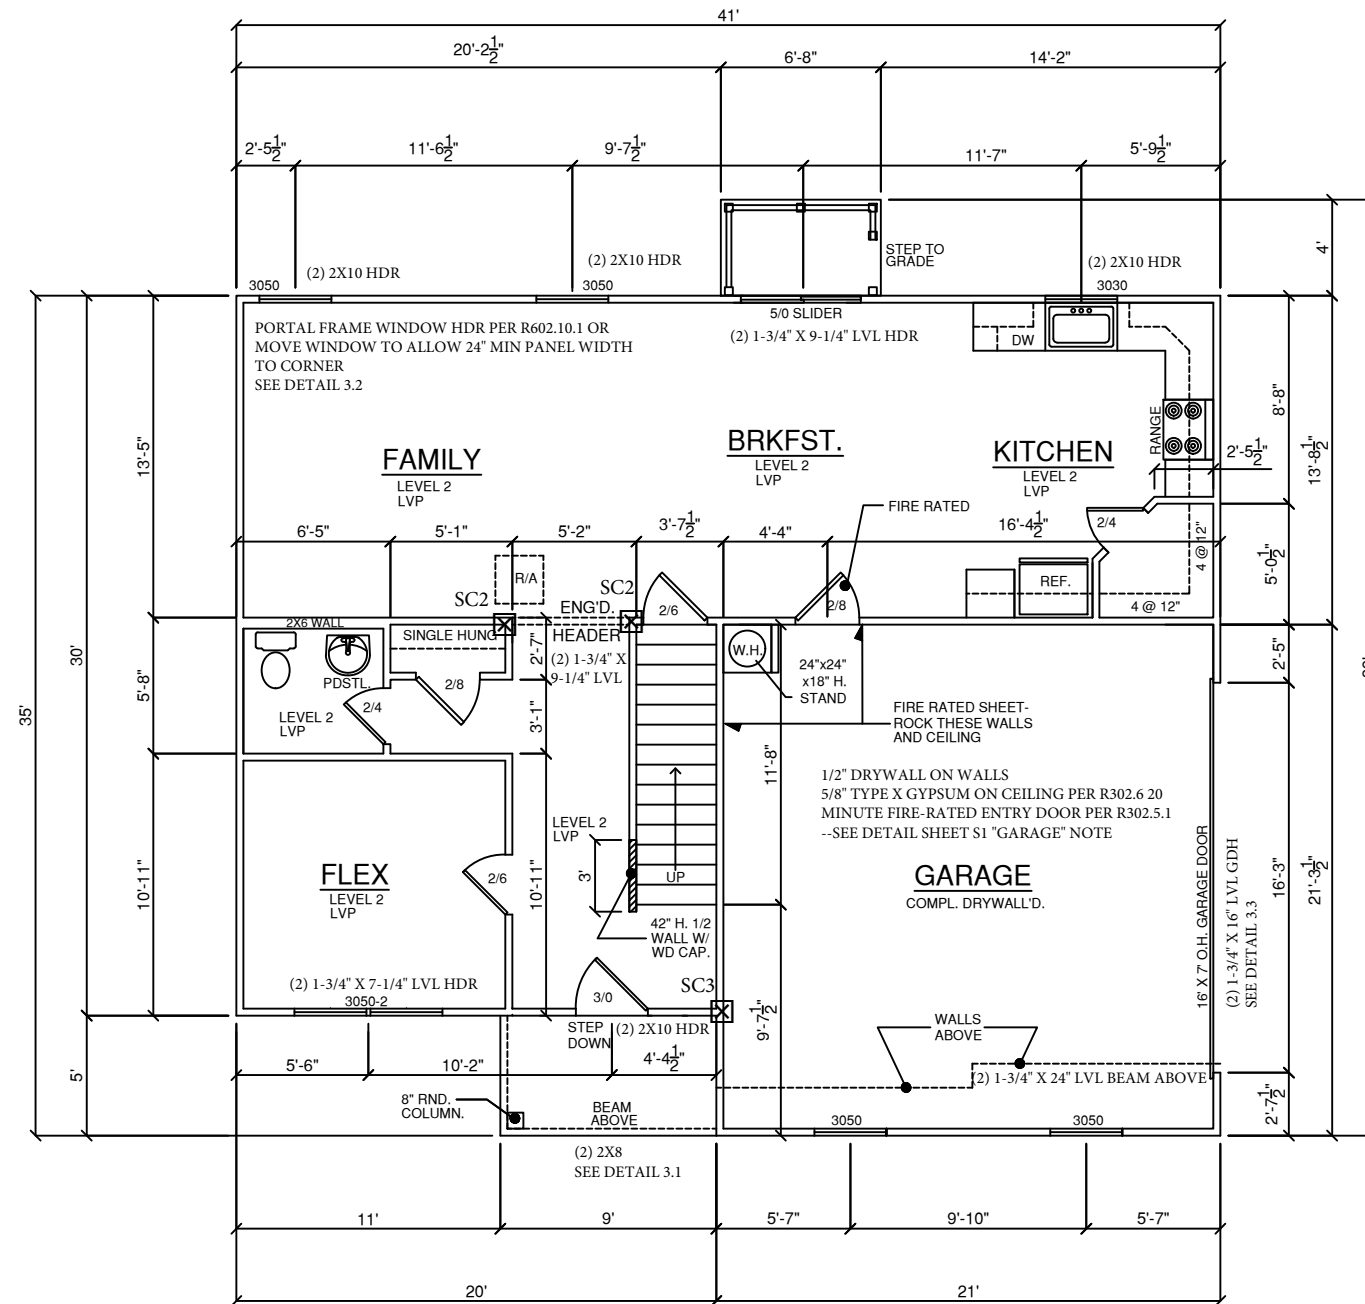 41'
20'-2 1/2"
6'-8"
14'-2"
2'-5 1/2"
11'-6 1/2"
9'-7 1/2"
11'-7"
5'-9 1/2"
4'
STEP TO
GRADE
(2) 2X10 HDR
(2) 2X10 HDR
(2) 2X10 HDR
3050
3050
3030
5/0 SLIDER
(2) 1-3/4" X 9-1/4" LVL HDR
PORTAL FRAME WINDOW HDR PER R602.10.1 OR
MOVE WINDOW TO ALLOW 24" MIN PANEL WIDTH
TO CORNER
SEE DETAIL 3.2
DW
RANGE
8'-8"
13'-8 1/2"
2'-5 1/2"
13'-5"
FAMILY
LEVEL 2
LVP
BRKFST.
LEVEL 2
LVP
KITCHEN
LEVEL 2
LVP
FIRE RATED
6'-5"
5'-1"
5'-2"
3'-7 1/2"
4'-4"
16'-4 1/2"
2/4
4 @ 12"
5'-0 1/2"
R/A
REF.
4 @ 12"
SC2
SC2
ENG'D.
HEADER
(2) 1-3/4" X
9-1/4" LVL
2/6
2/8
2X6 WALL
SINGLE HUNG
2'-7"
PDSTL.
2/8
2/4
LEVEL 2
LVP
5'-8"
3'-1"
30'
35'
W.H.
24"x24"
x18" H.
STAND
FIRE RATED SHEET-
ROCK THESE WALLS
AND CEILING
2'-5"
11'-8"
1/2" DRYWALL ON WALLS
5/8" TYPE X GYPSUM ON CEILING PER R302.6 20
MINUTE FIRE-RATED ENTRY DOOR PER R302.5.1
--SEE DETAIL SHEET S1 "GARAGE" NOTE
LEVEL 2
LVP
3'
UP
FLEX
LEVEL 2
LVP
2/6
10'-11"
10'-11"
GARAGE
COMPL. DRYWALL'D.
16' X 7' O.H. GARAGE DOOR
(2) 1-3/4" X 16" LVL GDH
SEE DETAIL 3.3
16'-3"
21'-3 1/2"
42" H. 1/2
WALL W/
WD CAP.
SC3
(2) 1-3/4" X 7-1/4" LVL HDR
3050-2
3/0
STEP
DOWN
(2) 2X10 HDR
9'-7 1/2"
WALLS
ABOVE
5'-6"
10'-2"
4'-4 1/2"
(2) 1-3/4" X 24" LVL BEAM ABOVE
5'
8" RND.
COLUMN.
BEAM
ABOVE
3050
3050
2'-7 1/2"
(2) 2X8
SEE DETAIL 3.1
11'
9'
5'-7"
9'-10"
5'-7"
20'
21'